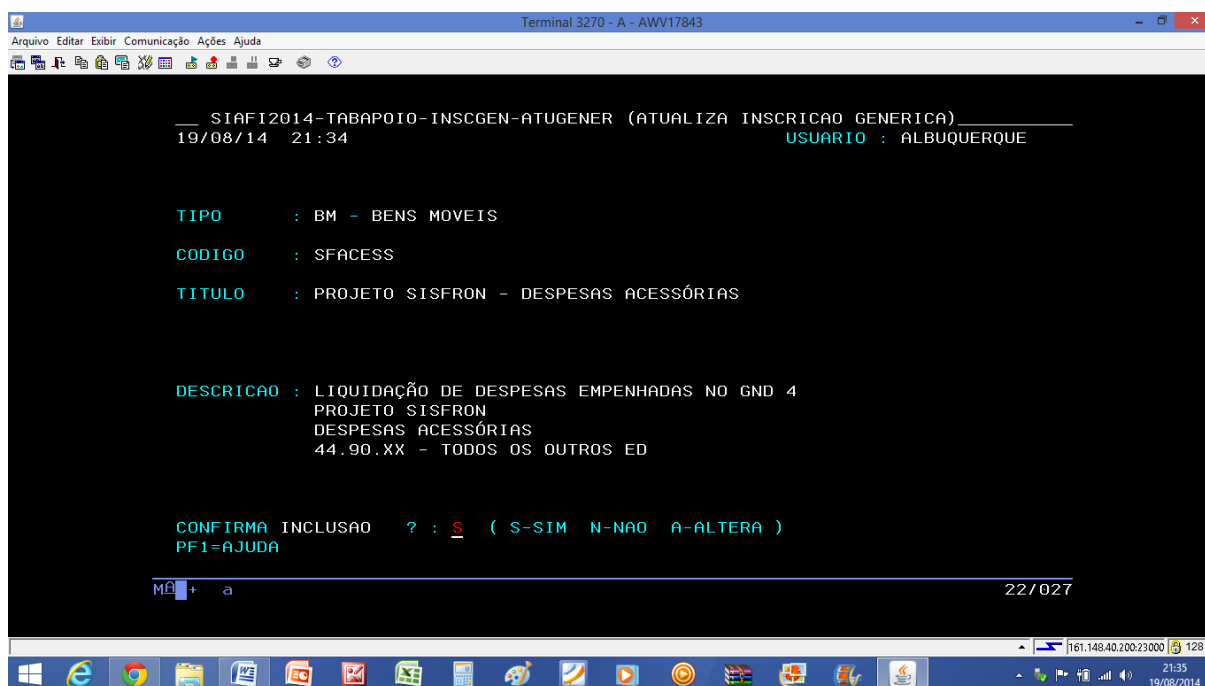 Terminal 3270 - A - AWV17843
Arquivo Editar Exibir Comunicação Ações Ajuda
__ SIAFI2014-TABAPOIO-INSCGEN-ATUGENER (ATUALIZA INSCRICAO GENERICA)___________
19/08/14 21:34 USUARIO : ALBUQUERQUE
TIPO : BM - BENS MOVEIS
CODIGO : SFACESS
TITULO : PROJETO SISFRON - DESPESAS ACESSÓRIAS
DESCRICAO : LIQUIDAÇÃO DE DESPESAS EMPENHADAS NO GND 4
PROJETO SISFRON
DESPESAS ACESSÓRIAS
44.90.XX - TODOS OS OUTROS ED
CONFIRMA INCLUSAO ? : S ( S-SIM N-NAO A-ALTERA )
PF1=AJUDA
MA + a 22/027
161.148.40.200:23000 128
21:35
19/08/2014